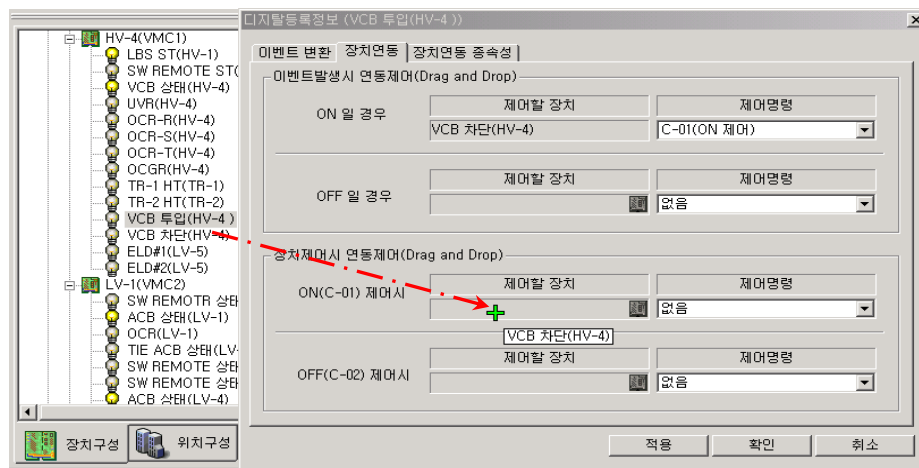 HV-4(VMC1)
LBS ST(HV-1)
SW REMOTE ST(
VCB 상태(HV-4)
UVR(HV-4)
OCR-R(HV-4)
OCR-S(HV-4)
OCR-T(HV-4)
OCGR(HV-4)
TR-1 HT(TR-1)
TR-2 HT(TR-2)
VCB 투입(HV-4 )
VCB 차단(HV-4)
ELD#1(LV-5)
ELD#2(LV-5)
LV-1(VMC2)
SW REMOTR 상태
ACB 상태(LV-1)
OCR(LV-1)
TIE ACB 상태(LV-
SW REMOTE 상태
SW REMOTE 상태
ACB 상태(LV-4)
장치구성
위치구성
디지탈등록정보 (VCB 투입(HV-4 ))
이벤트 변환
장치연동
장치연동 종속성
이벤트발생시 연동제어(Drag and Drop)
ON 일 경우
제어할 장치
제어명령
VCB 차단(HV-4)
C-01(ON 제어)
OFF 일 경우
제어할 장치
제어명령
없음
장치제어시 연동제어(Drag and Drop)
ON(C-01) 제어시
제어할 장치
제어명령
없음
VCB 차단(HV-4)
OFF(C-02) 제어시
제어할 장치
제어명령
없음
적용
확인
취소